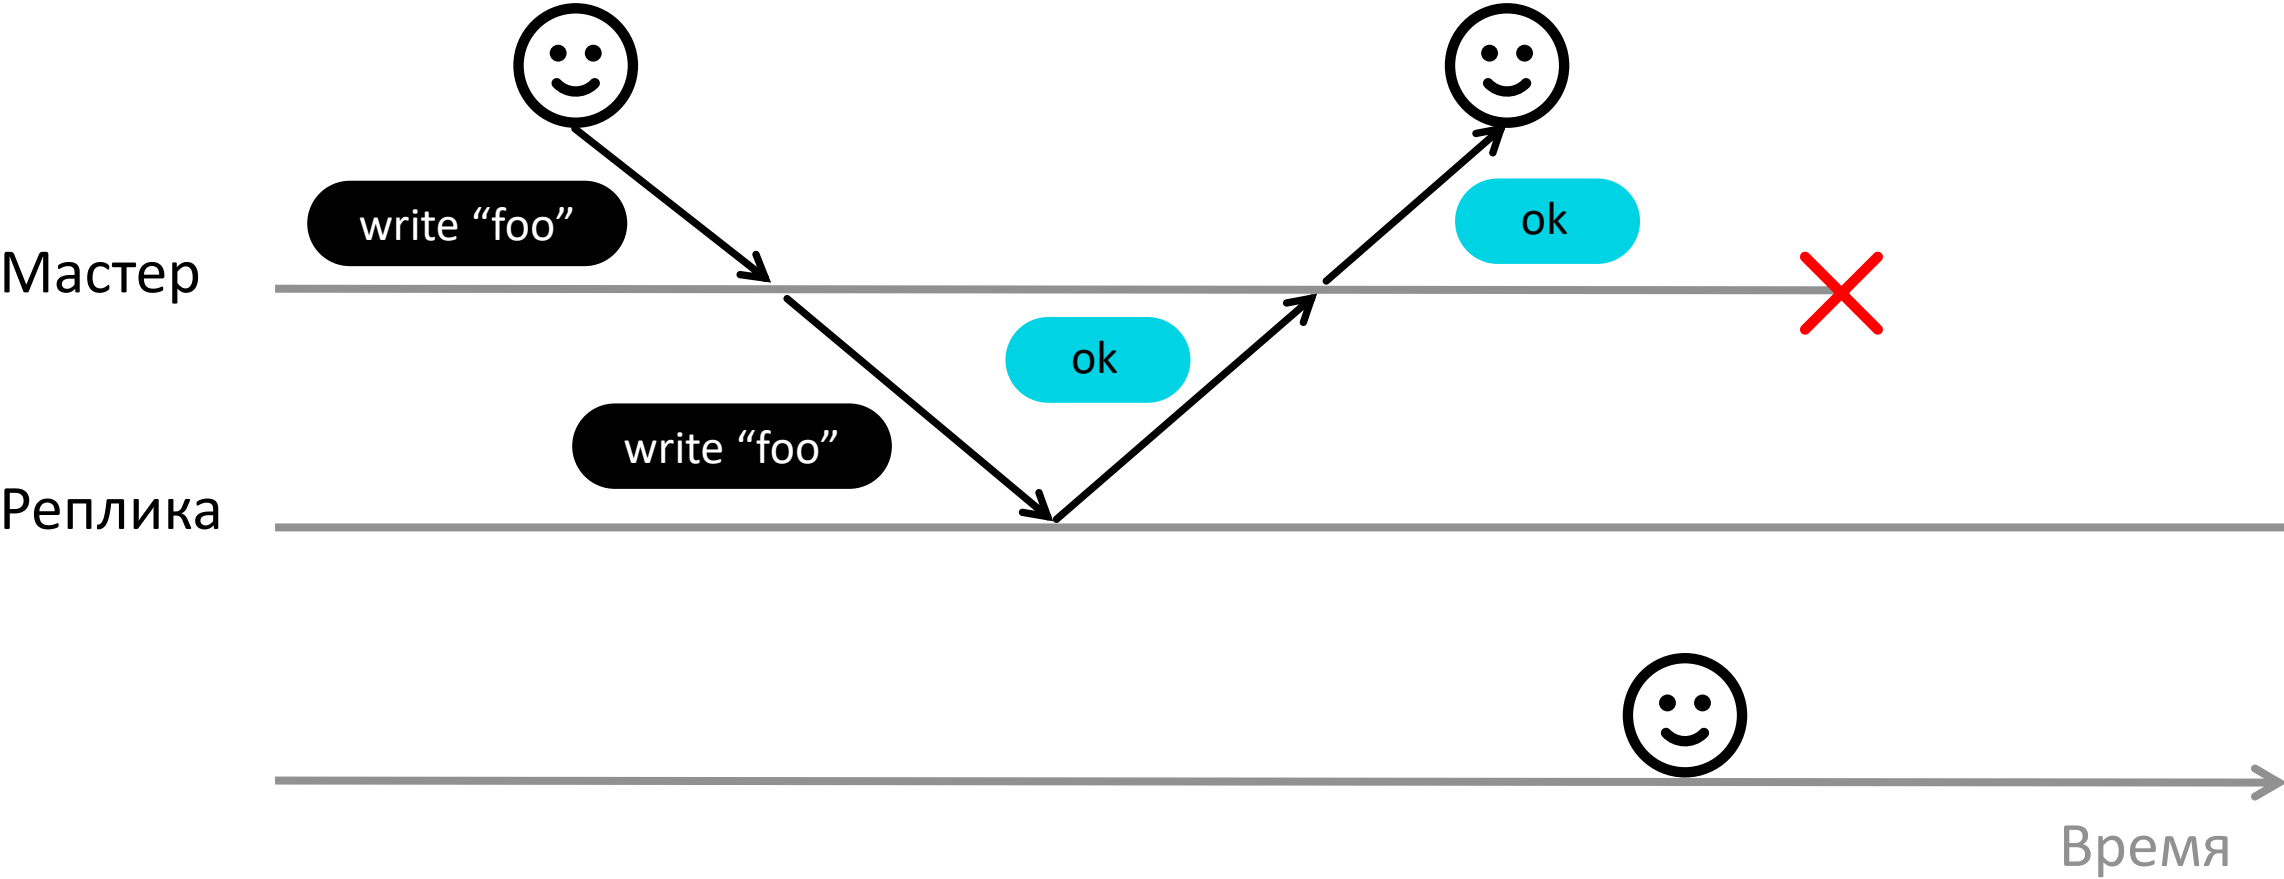 write “foo”
ok
Мастер
ok
write “foo”
Реплика
Время